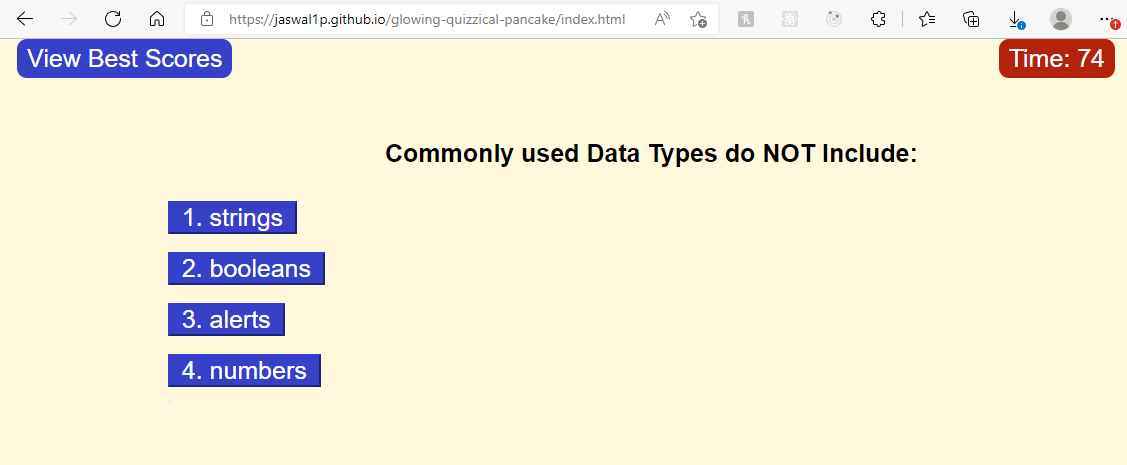 https://jaswal1p.github.io/glowing-quizzical-pancake/index.html
View Best Scores
Time: 74
Commonly used Data Types do NOT Include:
1. strings
2. booleans
3. alerts
4. numbers